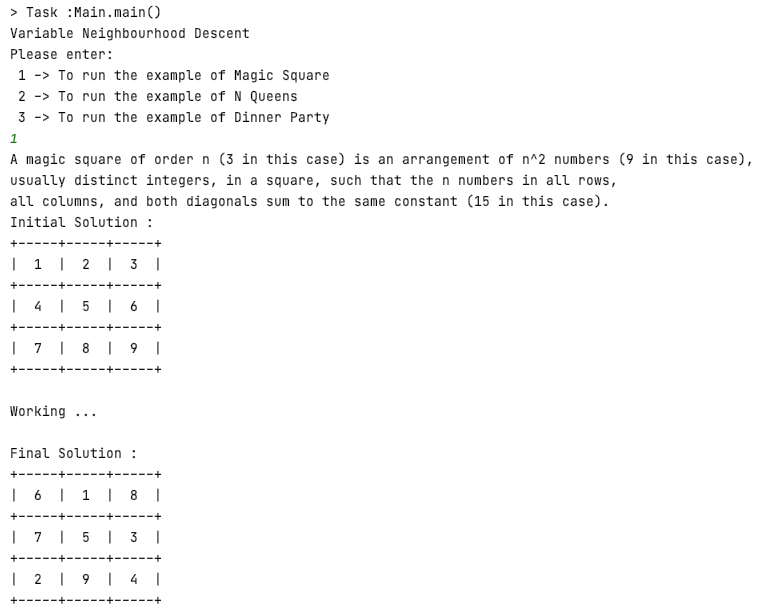 > Task :Main.main()
Variable Neighbourhood Descent
Please enter:
 1 -> To run the example of Magic Square
 2 -> To run the example of N Queens
 3 -> To run the example of Dinner Party
1
A magic square of order n (3 in this case) is an arrangement of n^2 numbers (9 in this case),
usually distinct integers, in a square, such that the n numbers in all rows,
all columns, and both diagonals sum to the same constant (15 in this case).
Initial Solution :
+-----+-----+-----+
|  1  |  2  |  3  |
+-----+-----+-----+
|  4  |  5  |  6  |
+-----+-----+-----+
|  7  |  8  |  9  |
+-----+-----+-----+

Working ...

Final Solution :
+-----+-----+-----+
|  6  |  1  |  8  |
+-----+-----+-----+
|  7  |  5  |  3  |
+-----+-----+-----+
|  2  |  9  |  4  |
+-----+-----+-----+